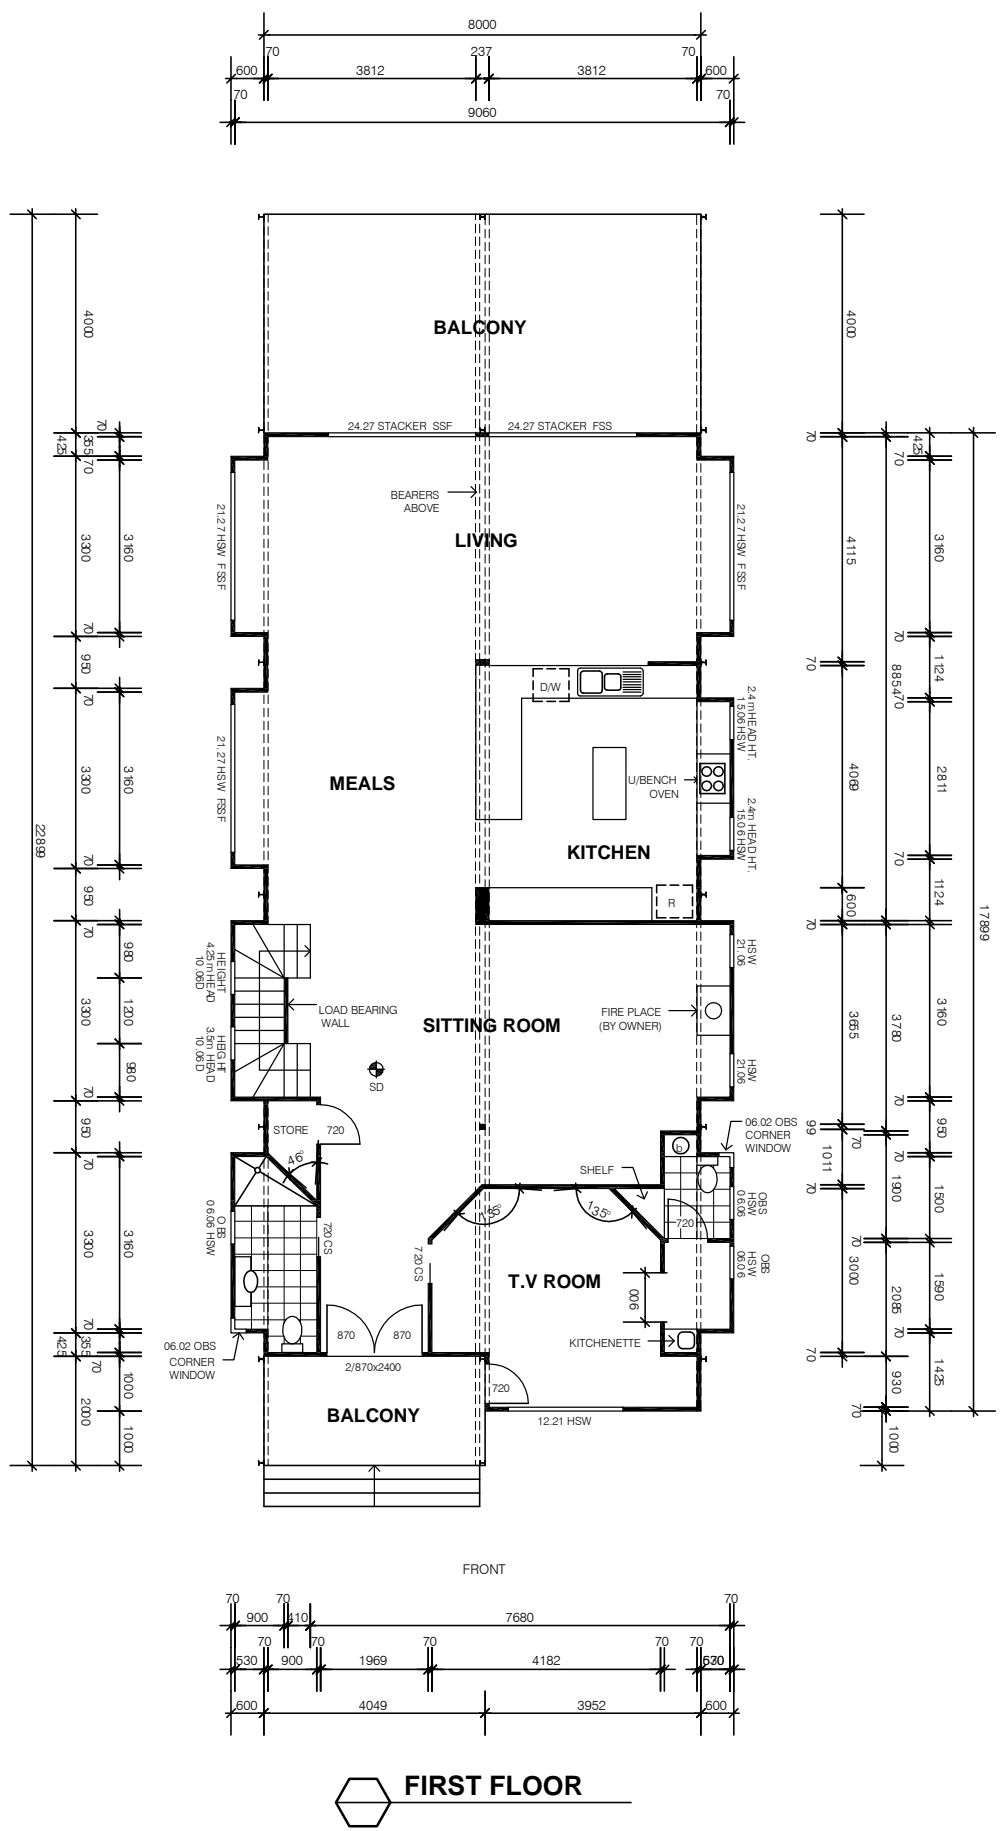 8000
70 237 70
600 3812 3812 600
70 70
9060
BALCONY
4000
4000
24.27 STACKER SSF
24.27 STACKER FSS
70
425
355
70
70
425
70
BEARERS
ABOVE
LIVING
21.27 HSW FSSF
21.27 HSW FSSF
3300
3160
4115
3160
70
70
950
70
70
1124
8854
70
D/W
2.4mHEAD HT.
15.06 HSW
MEALS
U/BENCH
OVEN
21.27 HSW FSSF
3300
3160
4069
2811
2.4m HEAD HT.
15.06 HSW
22899
KITCHEN
70
70
950
R
600
1124
17899
70
70
980
HEIGHT
4.25m HEAD
10.06D
HSW
21.06
LOAD BEARING
WALL
FIRE PLACE
(BY OWNER)
SITTING ROOM
3300
1200
3655
3780
3160
HEIGHT
3.5m HEAD
10.06D
980
HSW
21.06
SD
70
70
950
STORE
720
99
70
950
06.02 OBS
CORNER
WINDOW
b
46°
70
1011
70
SHELF
70
1900
1500
OBS
HSW
06.06
135°
720
OBS
06.06 HSW
720 CS
7.20 CS
3300
3160
T.V ROOM
70
70
3000
OBS
HSW
06.06
900
2085
1590
870
870
KITCHENETTE
70
425
355
70
70
70
06.02 OBS
CORNER
WINDOW
2/870x2400
720
1000
2000
1000
930
1425
BALCONY
12.21 HSW
70
1000
FRONT
70 70 70
900 410 7680
70 70 70 70 70
530 900 1969 4182
600 4049 3952 600
FIRST FLOOR